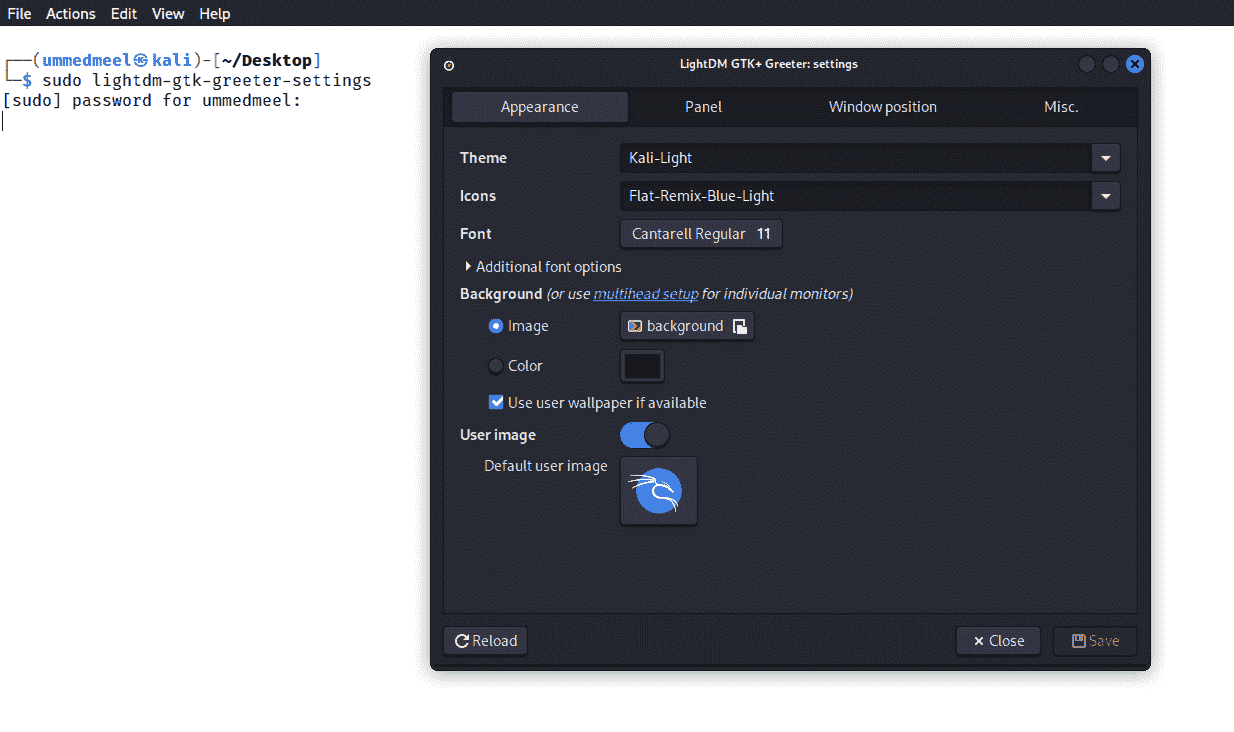 File Actions Edit View Help
┌──(ummedmeel㉿kali)-[~/Desktop]
└─$ sudo lightdm-gtk-greeter-settings
[sudo] password for ummedmeel:
LightDM GTK+ Greeter: settings
Appearance Panel Window position Misc.
Theme Kali-Light
Icons Flat-Remix-Blue-Light
Font Cantarell Regular 11
Additional font options
Background (or use multihead setup for individual monitors)
Image background
Color
Use user wallpaper if available
User image
Default user image
Reload Close Save